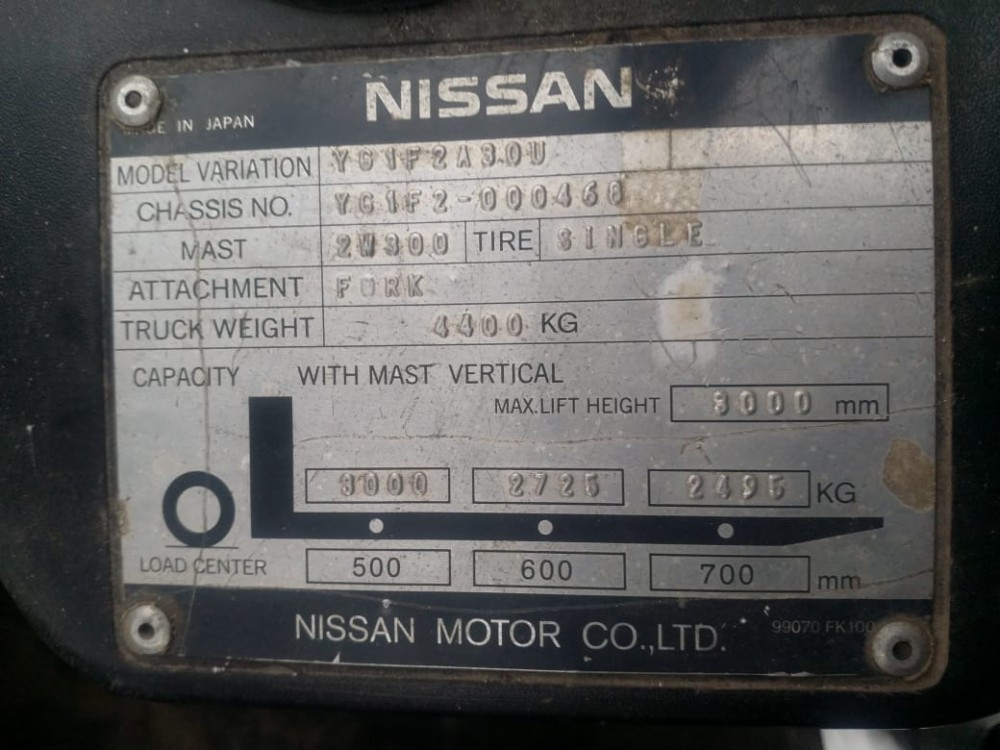 NISSAN
MADE IN JAPAN
MODEL VARIATION YG1F2A30U
CHASSIS NO. YG1F2-000460
MAST 2W300 TIRE SINGLE
ATTACHMENT FORK
TRUCK WEIGHT 4400 KG
CAPACITY WITH MAST VERTICAL
MAX.LIFT HEIGHT 3000 mm
3000 2725 2495 KG
LOAD CENTER 500 600 700 mm
NISSAN MOTOR CO.,LTD. 99070 FK100